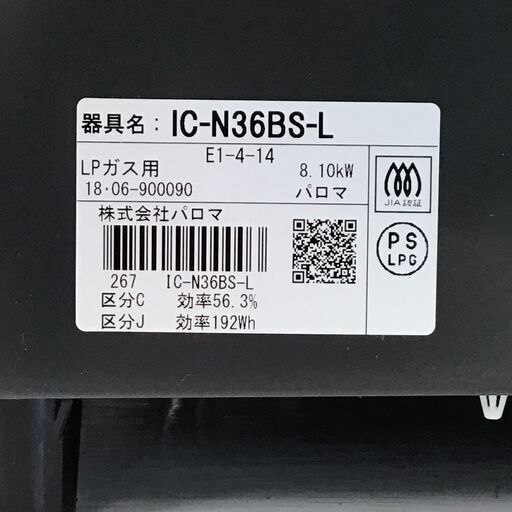 器具名： IC-N36BS-L
E1-4-14
LPガス用 8.10kW
18･06-900090 パロマ
JIA認証
株式会社パロマ
PS
LPG
267 IC-N36BS-L
区分C 効率56.3%
区分J 効率192Wh
W